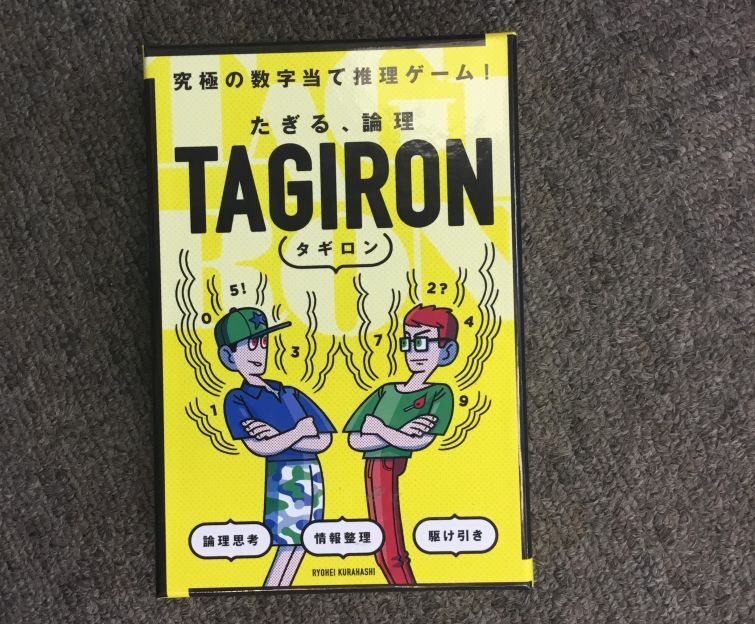 究極の数字当て推理ゲーム！
たぎる、論理
TAGIRON
タギロン
5!
0
3
1
2?
7
4
9
論理思考
情報整理
駆け引き
RYOHEI KURAHASHI